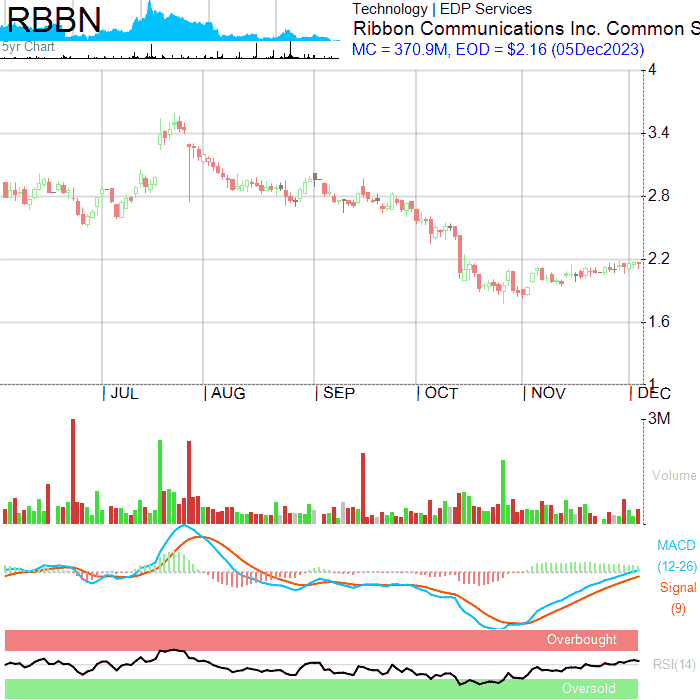 RBBN
5yr Chart
Technology | EDP Services
Ribbon Communications Inc. Common S
MC = 370.9M, EOD = $2.16 (05Dec2023)
4
3.4
2.8
2.2
1.6
1
JUL AUG SEP OCT NOV DEC
3M
Volume
MACD
(12-26)
Signal
(9)
Overbought
RSI(14)
Oversold